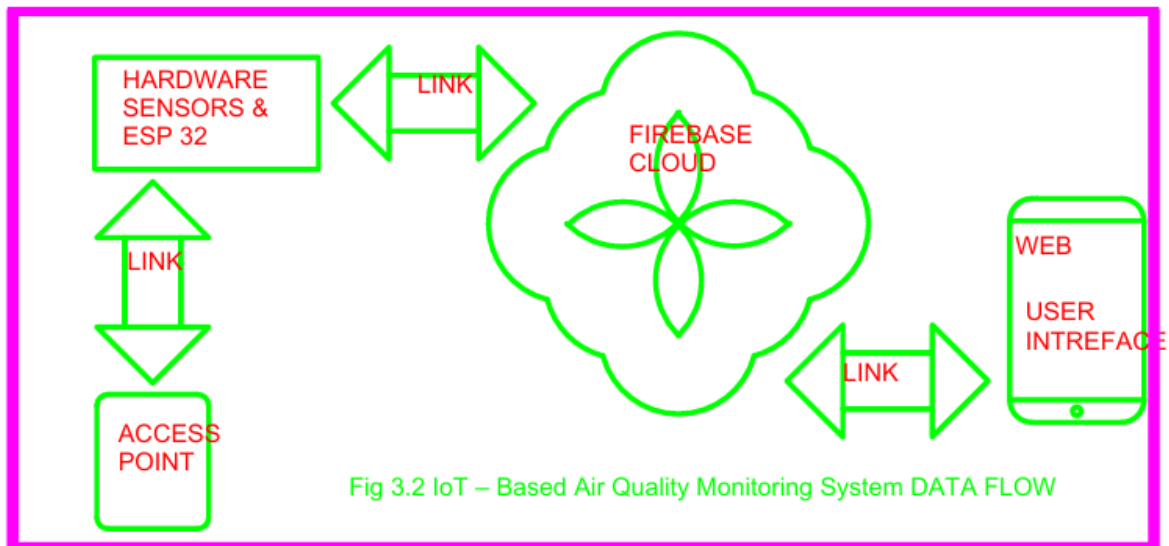 HARDWARE
SENSORS &
ESP 32
LINK
FIREBASE
CLOUD
LINK
WEB
USER
INTREFACE
LINK
ACCESS
POINT
Fig 3.2 IoT – Based Air Quality Monitoring System DATA FLOW